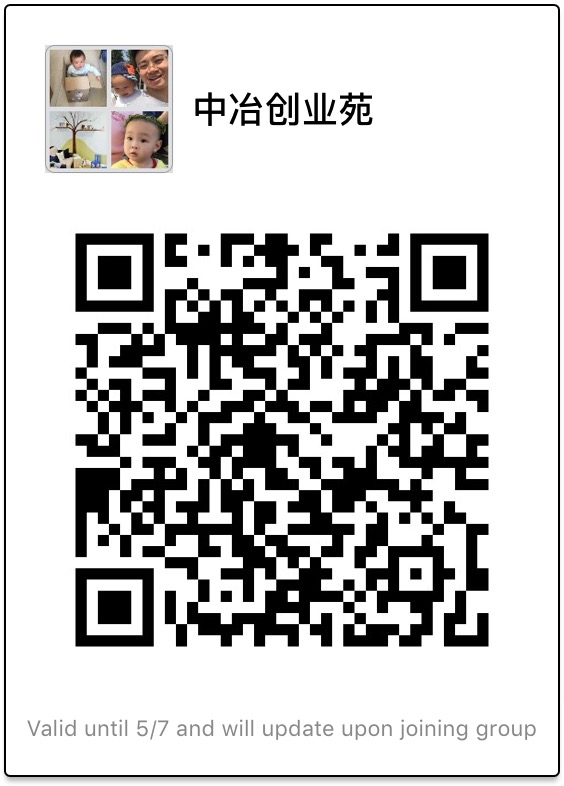 中冶创业苑
Valid until 5/7 and will update upon joining group